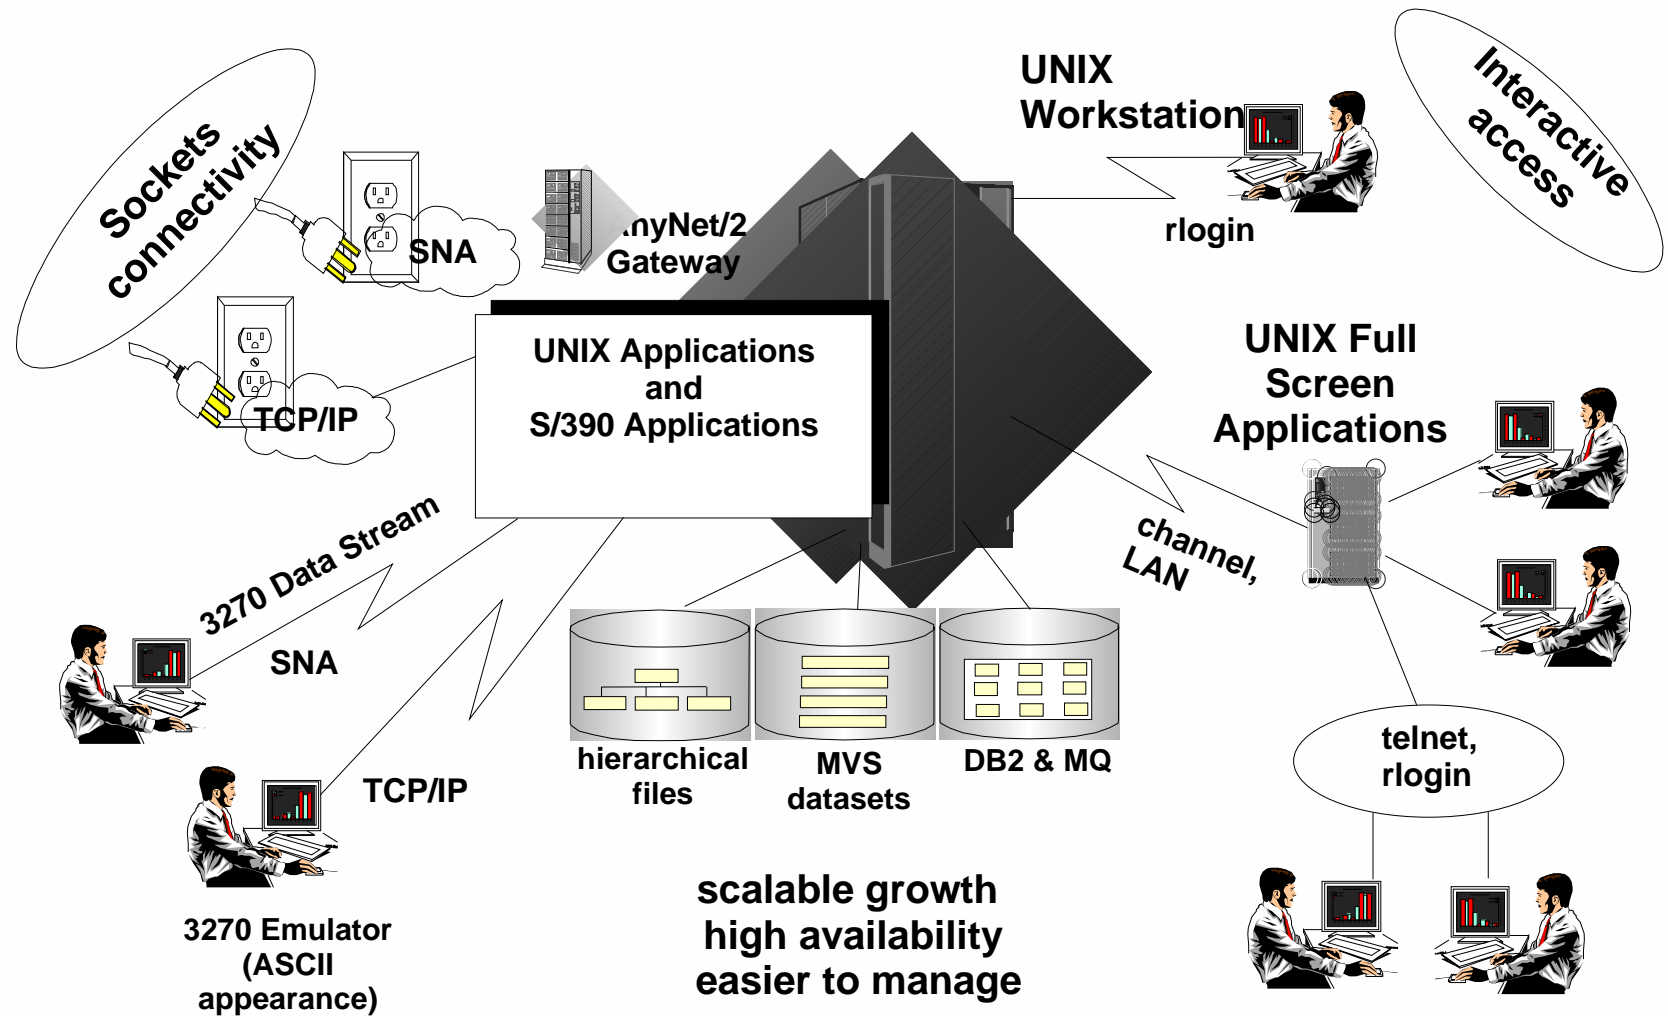 Sockets
connectivity
SNA
TCP/IP
nyNet/2
Gateway
UNIX
Workstation
rlogin
Interactive
access
UNIX Applications
and
S/390 Applications
UNIX Full
Screen
Applications
channel,
LAN
3270 Data Stream
SNA
TCP/IP
3270 Emulator
(ASCII
appearance)
hierarchical
files
MVS
datasets
DB2 & MQ
telnet,
rlogin
scalable growth
high availability
easier to manage